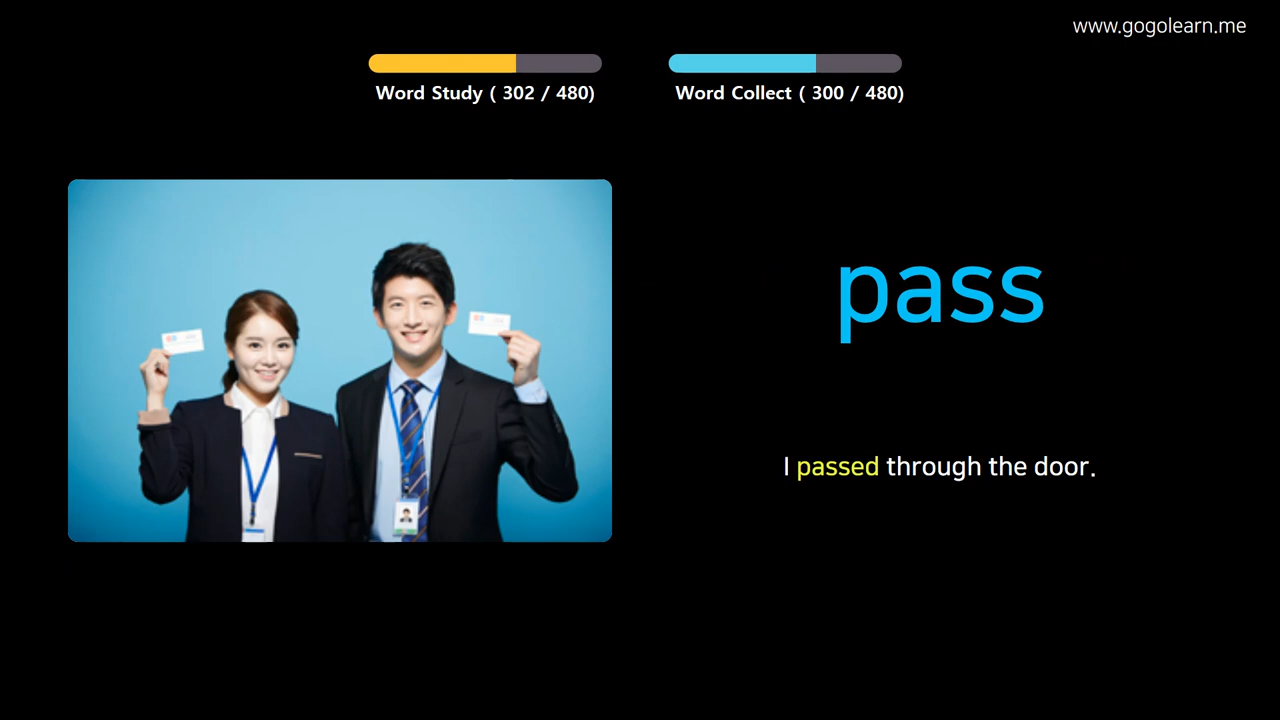 www.gogolearn.me
Word Study ( 302 / 480)
Word Collect ( 300 / 480)
pass
I passed through the door.